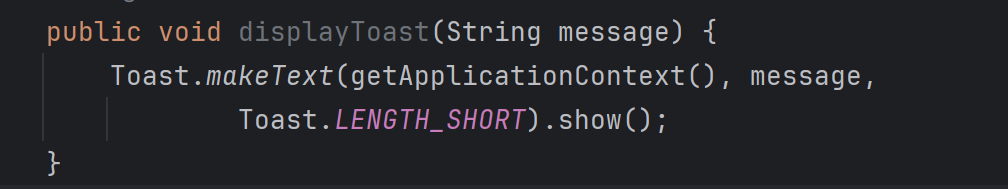 public void displayToast(String message) {
Toast.makeText(getApplicationContext(), message,
Toast.LENGTH_SHORT).show();
}